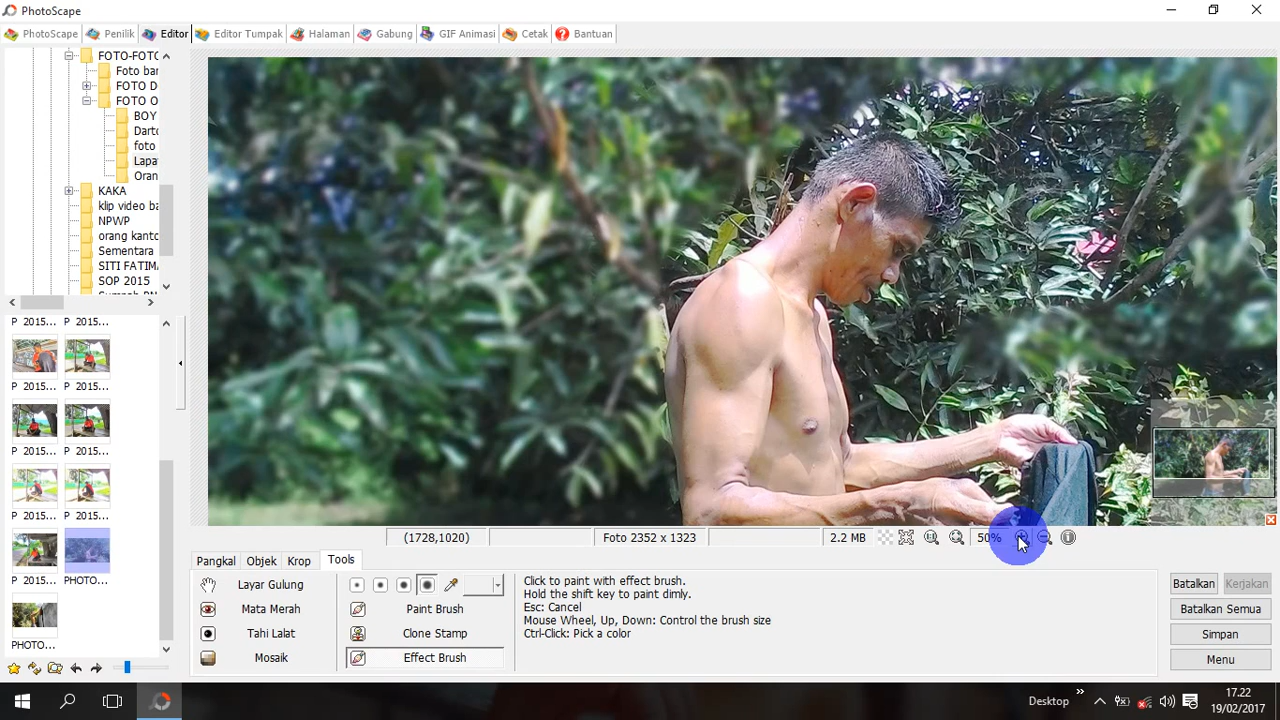 PhotoScape
PhotoScape Penilik Editor Editor Tumpak Halaman Gabung GIF Animasi Cetak Bantuan
FOTO-FOTO
Foto bar
FOTO D
FOTO O
BOY
Darto
foto
Lapa
Oran
KAKA
klip video ba
NPWP
orang kanto
Sementara
SITI FATIMA
SOP 2015
P 2015... P 2015...
P 2015... P 2015...
P 2015... P 2015...
P 2015... P 2015...
P 2015... PHOTO...
PHOTO...
(1728,1020) Foto 2352 x 1323 2.2 MB 50%
Pangkal Objek Krop Tools
Layar Gulung
Mata Merah
Tahi Lalat
Mosaik
Paint Brush
Clone Stamp
Effect Brush
Click to paint with effect brush.
Hold the shift key to paint dimly.
Esc: Cancel
Mouse Wheel, Up, Down: Control the brush size
Ctrl-Click: Pick a color
Batalkan Kerjakan
Batalkan Semua
Simpan
Menu
Desktop
17.22
19/02/2017